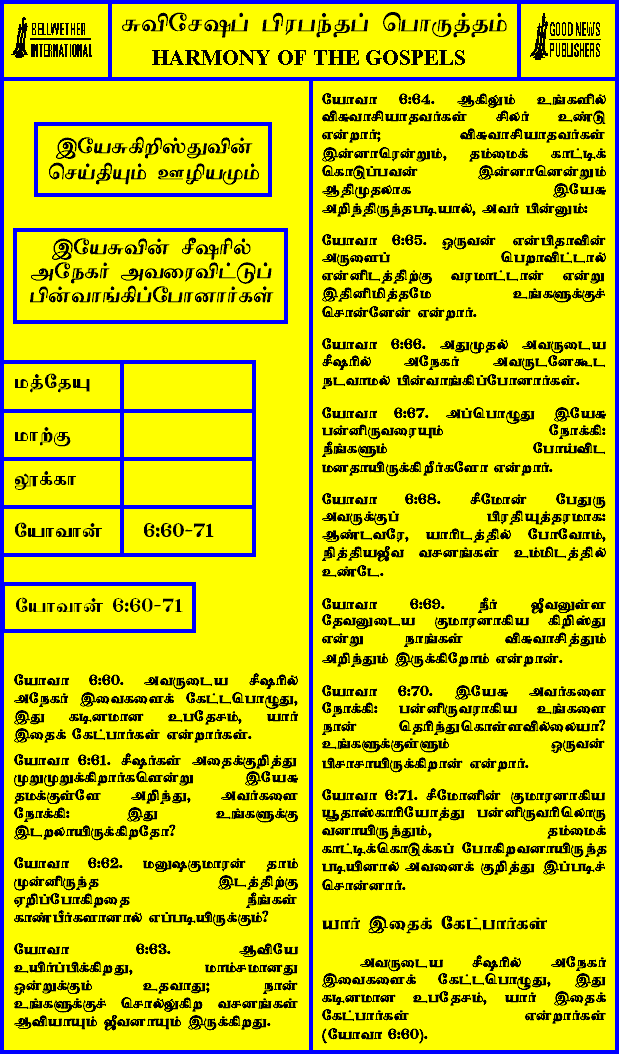 BELLWETHER
INTERNATIONAL
சுவிசேஷப் பிரபந்தப் பொருத்தம்
HARMONY OF THE GOSPELS
GOOD NEWS
PUBLISHERS
இயேசுகிறிஸ்துவின்
செய்தியும் ஊழியமும்
இயேசுவின் சீஷரில்
அநேகர் அவரைவிட்டுப்
பின்வாங்கிப்போனார்கள்
மத்தேயு
மாற்கு
லூக்கா
யோவான் 6:60-71
யோவான் 6:60-71
யோவா 6:60. அவருடைய சீஷரில்
அநேகர் இவைகளைக் கேட்டபொழுது,
இது கடினமான உபதேசம், யார்
இதைக் கேட்பார்கள் என்றார்கள்.
யோவா 6:61. சீஷர்கள் அதைக்குறித்து
முறுமுறுக்கிறார்களென்று இயேசு
தமக்குள்ளே அறிந்து, அவர்களை
நோக்கி: இது உங்களுக்கு
இடறலாயிருக்கிறதோ?
யோவா 6:62. மனுஷகுமாரன் தாம்
முன்னிருந்த இடத்திற்கு
ஏறிப்போகிறதை நீங்கள்
காண்பீர்களானால் எப்படியிருக்கும்?
யோவா 6:63. ஆவியே
உயிர்ப்பிக்கிறது, மாம்சமானது
ஒன்றுக்கும் உதவாது; நான்
உங்களுக்குச் சொல்லுகிற வசனங்கள்
ஆவியாயும் ஜீவனாயும் இருக்கிறது.
யோவா 6:64. ஆகிலும் உங்களில்
விசுவாசியாதவர்கள் சிலர் உண்டு
என்றார்; விசுவாசியாதவர்கள்
இன்னாரென்றும், தம்மைக் காட்டிக்
கொடுப்பவன் இன்னானென்றும்
ஆதிமுதலாக இயேசு
அறிந்திருந்தபடியால், அவர் பின்னும்:
யோவா 6:65. ஒருவன் என்பிதாவின்
அருளைப் பெறாவிட்டால்
என்னிடத்திற்கு வரமாட்டான் என்று
இதினிமித்தமே உங்களுக்குச்
சொன்னேன் என்றார்.
யோவா 6:66. அதுமுதல் அவருடைய
சீஷரில் அநேகர் அவருடனேகூட
நடவாமல் பின்வாங்கிப்போனார்கள்.
யோவா 6:67. அப்பொழுது இயேசு
பன்னிருவரையும் நோக்கி:
நீங்களும் போய்விட
மனதாயிருக்கிறீர்களோ என்றார்.
யோவா 6:68. சீமோன் பேதுரு
அவருக்குப் பிரதியுத்தரமாக:
ஆண்டவரே, யாரிடத்தில் போவோம்,
நித்தியஜீவ வசனங்கள் உம்மிடத்தில்
உண்டே.
யோவா 6:69. நீர் ஜீவனுள்ள
தேவனுடைய குமாரனாகிய கிறிஸ்து
என்று நாங்கள் விசுவாசித்தும்
அறிந்தும் இருக்கிறோம் என்றான்.
யோவா 6:70. இயேசு அவர்களை
நோக்கி: பன்னிருவராகிய உங்களை
நான் தெரிந்துகொள்ளவில்லையா?
உங்களுக்குள்ளும் ஒருவன்
பிசாசாயிருக்கிறான் என்றார்.
யோவா 6:71. சீமோனின் குமாரனாகிய
யூதாஸ்காரியோத்து பன்னிருவரிலொரு
வனாயிருந்தும், தம்மைக்
காட்டிக்கொடுக்கப் போகிறவனாயிருந்த
படியினால் அவனைக் குறித்து இப்படிச்
சொன்னார்.
யார் இதைக் கேட்பார்கள்
அவருடைய சீஷரில் அநேகர்
இவைகளைக் கேட்டபொழுது, இது
கடினமான உபதேசம், யார் இதைக்
கேட்பார்கள் என்றார்கள்
(யோவா 6:60).